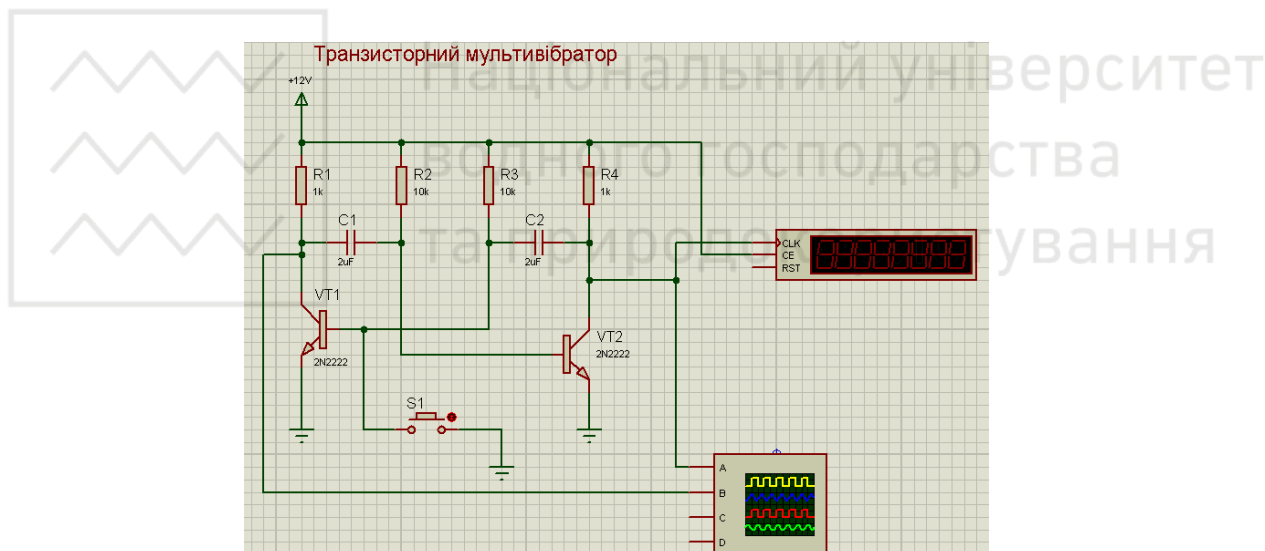 Транзисторний мультивібратор
Національний університет
водного господарства
та природокористування
+12V
R1
1k
R2
10k
R3
10k
R4
1k
C1
2uF
C2
2uF
CLK
CE
RST
VT1
2N2222
VT2
2N2222
S1
A
B
C
D